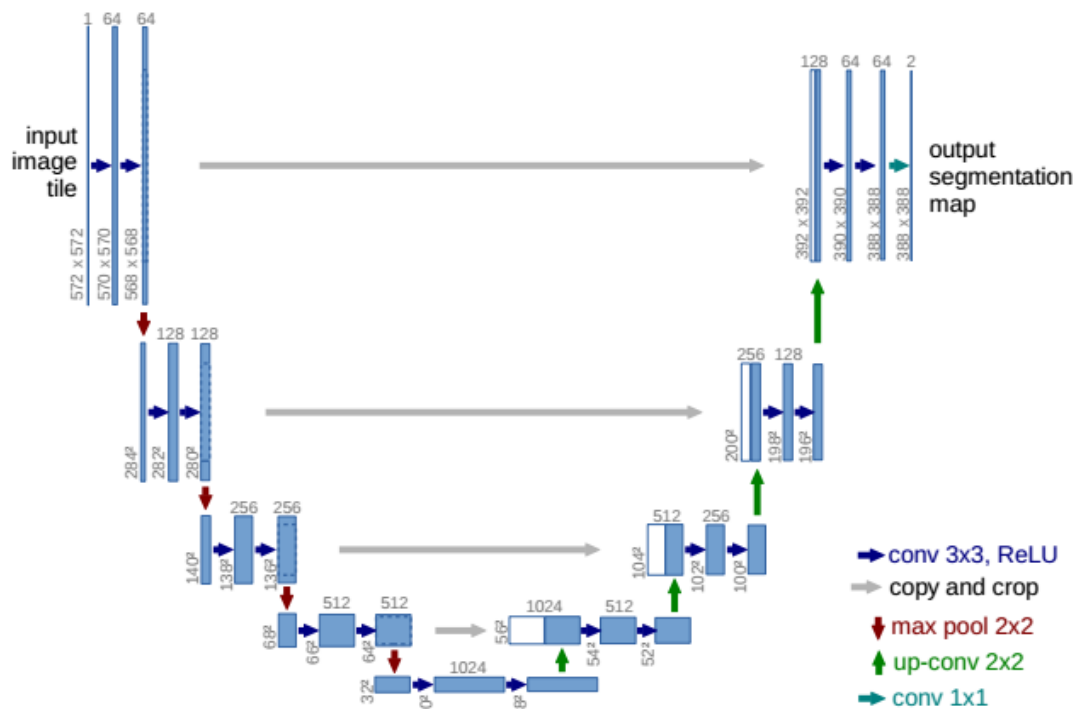 1 64 64
input
image
tile
572 x 572
570 x 570
568 x 568
128 64 64 2
output
segmentation
map
392 x 392
390 x 390
388 x 388
388 x 388
128 128
284²
282²
280²
256 128
200²
198²
196²
256 256
140²
138²
136²
512 256
104²
102²
100²
512 512
68²
66²
64²
1024 512
56²
54²
52²
1024
32²
0²
8²
conv 3x3, ReLU
copy and crop
max pool 2x2
up-conv 2x2
conv 1x1